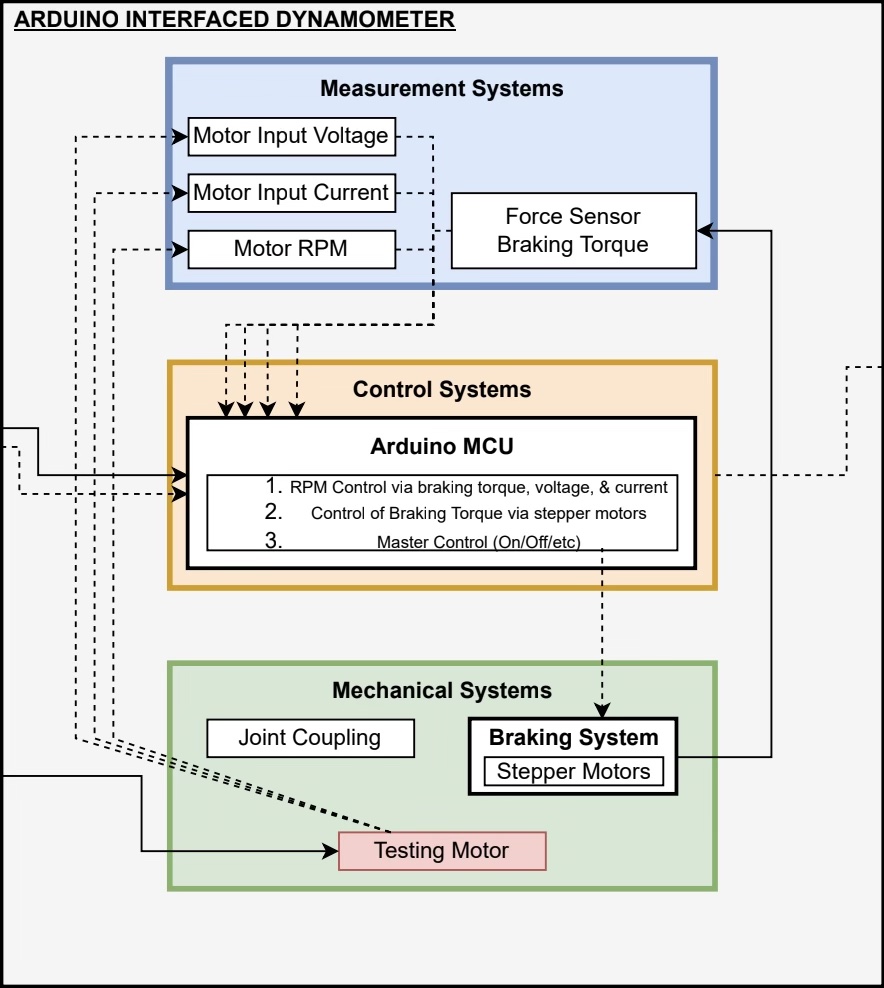 ARDUINO INTERFACED DYNAMOMETER
Measurement Systems
Motor Input Voltage
Motor Input Current
Motor RPM
Force Sensor
Braking Torque
Control Systems
Arduino MCU
1. RPM Control via braking torque, voltage, & current
2. Control of Braking Torque via stepper motors
3. Master Control (On/Off/etc)
Mechanical Systems
Joint Coupling
Braking System
Stepper Motors
Testing Motor